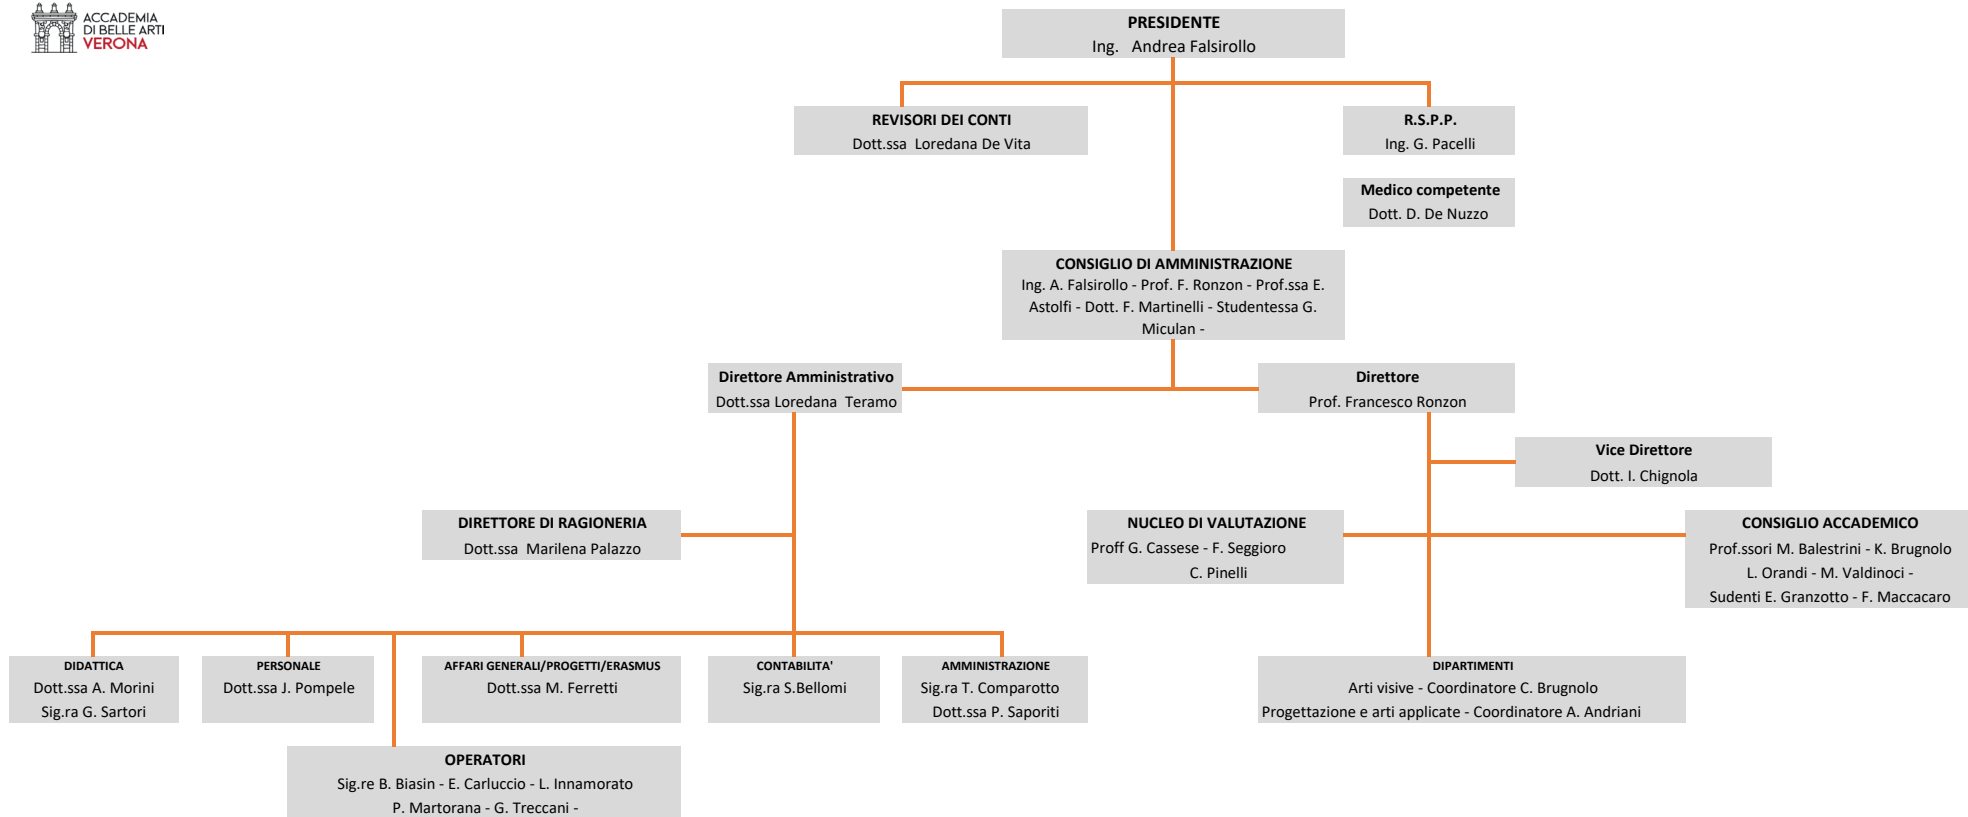 ACCADEMIA
DI BELLE ARTI
VERONA
PRESIDENTE
Ing. Andrea Falsirollo
REVISORI DEI CONTI
Dott.ssa Loredana De Vita
R.S.P.P.
Ing. G. Pacelli
Medico competente
Dott. D. De Nuzzo
CONSIGLIO DI AMMINISTRAZIONE
Ing. A. Falsirollo - Prof. F. Ronzon - Prof.ssa E.
Astolfi - Dott. F. Martinelli - Studentessa G.
Miculan -
Direttore Amministrativo
Dott.ssa Loredana Teramo
Direttore
Prof. Francesco Ronzon
Vice Direttore
Dott. I. Chignola
DIRETTORE DI RAGIONERIA
Dott.ssa Marilena Palazzo
NUCLEO DI VALUTAZIONE
Proff G. Cassese - F. Seggioro
C. Pinelli
CONSIGLIO ACCADEMICO
Prof.ssori M. Balestrini - K. Brugnolo
L. Orandi - M. Valdinoci -
Sudenti E. Granzotto - F. Maccacaro
DIDATTICA
Dott.ssa A. Morini
Sig.ra G. Sartori
PERSONALE
Dott.ssa J. Pompele
AFFARI GENERALI/PROGETTI/ERASMUS
Dott.ssa M. Ferretti
CONTABILITA'
Sig.ra S.Bellomi
AMMINISTRAZIONE
Sig.ra T. Comparotto
Dott.ssa P. Saporiti
DIPARTIMENTI
Arti visive - Coordinatore C. Brugnolo
Progettazione e arti applicate - Coordinatore A. Andriani
OPERATORI
Sig.re B. Biasin - E. Carluccio - L. Innamorato
P. Martorana - G. Treccani -